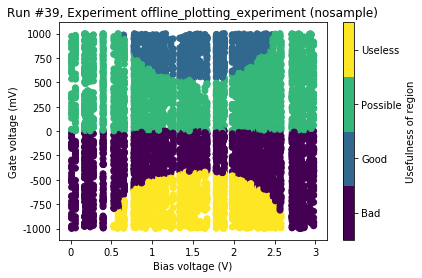 Run #39, Experiment offline_plotting_experiment (nosample)
1000
750
500
250
0
-250
-500
-750
-1000
Gate voltage (mV)
0
0.5
1
1.5
2
2.5
3
Bias voltage (V)
Useless
Possible
Good
Bad
Usefulness of region